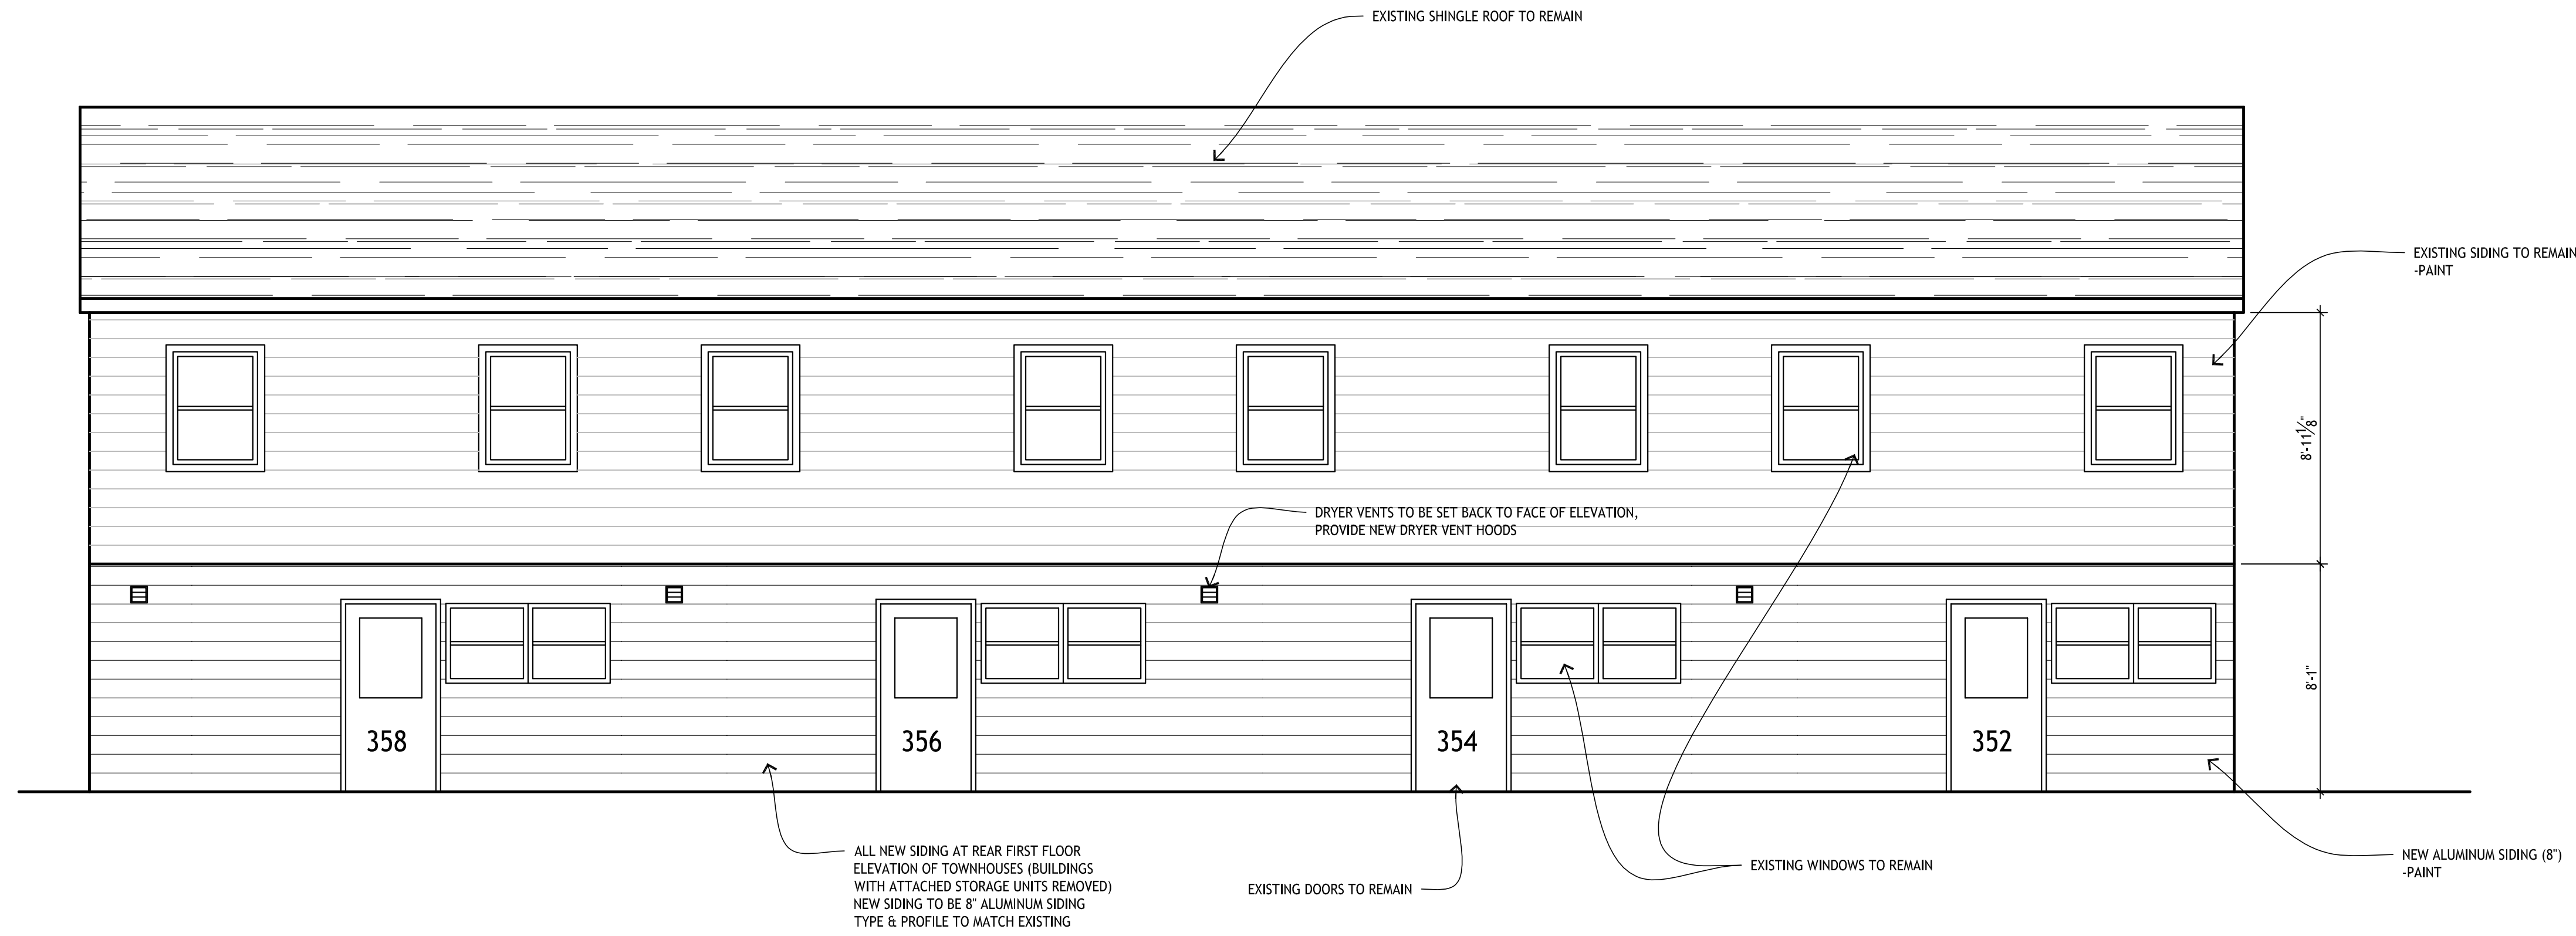 EXISTING SHINGLE ROOF TO REMAIN
EXISTING SIDING TO REMAIN
-PAINT
8'-11 1/8"
DRYER VENTS TO BE SET BACK TO FACE OF ELEVATION,
PROVIDE NEW DRYER VENT HOODS
8'-1"
358
356
354
352
ALL NEW SIDING AT REAR FIRST FLOOR
ELEVATION OF TOWNHOUSES (BUILDINGS
WITH ATTACHED STORAGE UNITS REMOVED)
NEW SIDING TO BE 8" ALUMINUM SIDING
TYPE & PROFILE TO MATCH EXISTING
EXISTING DOORS TO REMAIN
EXISTING WINDOWS TO REMAIN
NEW ALUMINUM SIDING (8")
-PAINT